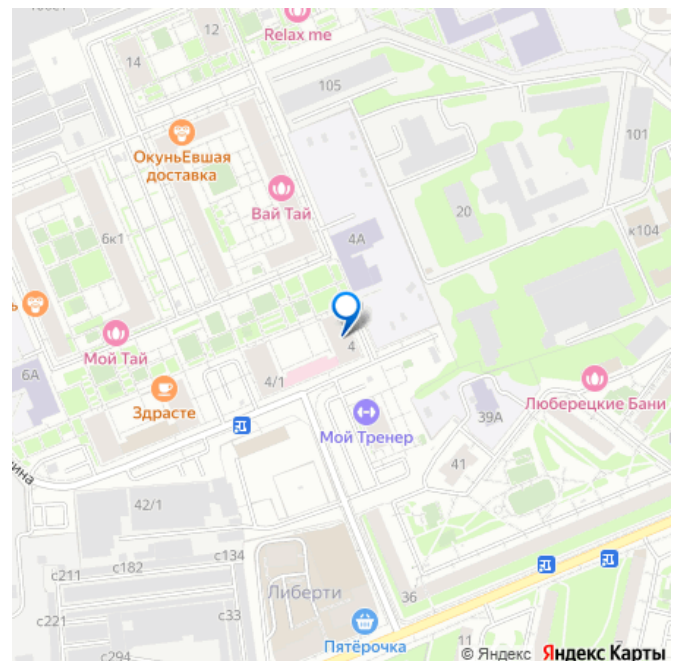 12
Relax me
14
105
ОкуньЕвшая
доставка
101
Вай Тай
20
6к1
4А
к104
ь
Мой Тай
4
6А
4/1
Здрасте
Люберецкие Бани
39А
Мой Тренер
41
ина
42/1
с134
с182
с211
Либерти
36
с33
с221
Пятёрочка
11
7
с294
© Яндекс Яндекс Карты